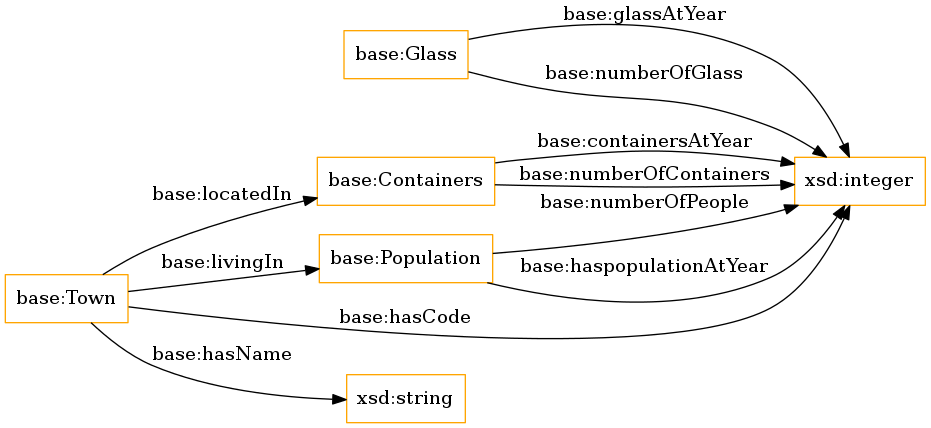 base:glassAtYear
base:Glass
base:numberOfGlass
base:containersAtYear
base:numberOfContainers
base:Containers
xsd:integer
base:locatedIn
base:numberOfPeople
base:livingIn
base:Population
base:haspopulationAtYear
base:Town
base:hasCode
base:hasName
xsd:string